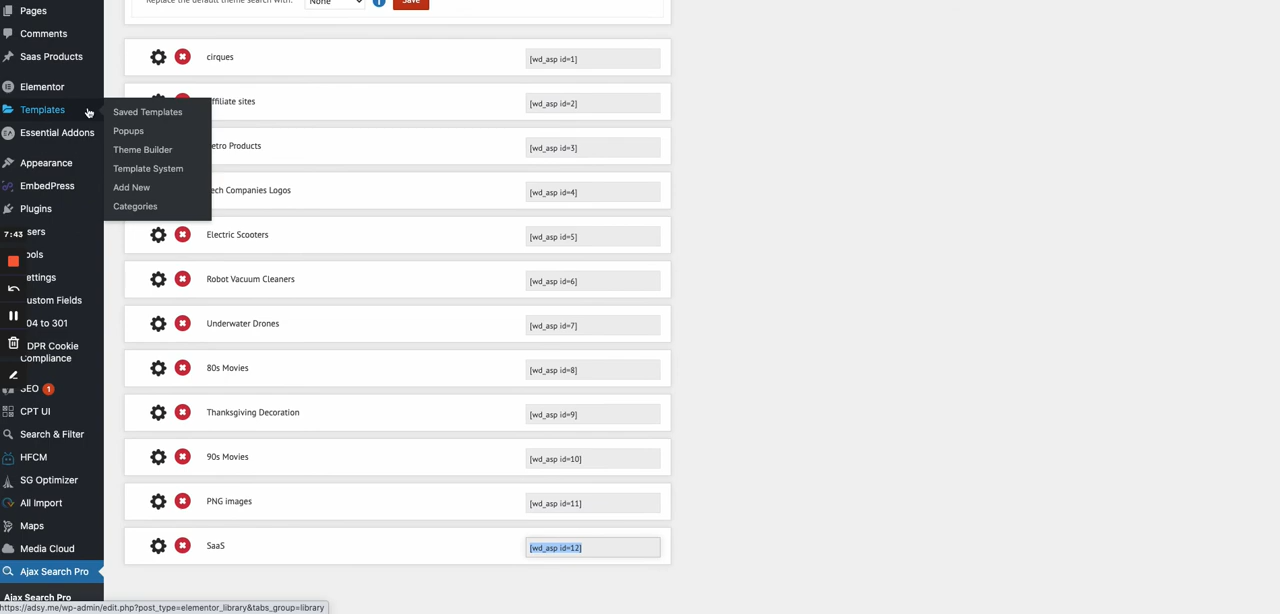 Pages
Replace the default theme search with:
None
i
Save
Comments
Saas Products
cirques
[wd_asp id=1]
Elementor
Templates
Saved Templates
ffiliate sites
[wd_asp id=2]
Essential Addons
Popups
Theme Builder
etro Products
[wd_asp id=3]
Appearance
Template System
EmbedPress
Add New
ech Companies Logos
[wd_asp id=4]
Plugins
Categories
7:43
sers
Electric Scooters
[wd_asp id=5]
ools
ettings
Robot Vacuum Cleaners
[wd_asp id=6]
ustom Fields
04 to 301
Underwater Drones
[wd_asp id=7]
DPR Cookie
ompliance
80s Movies
[wd_asp id=8]
SEO 1
CPT UI
Thanksgiving Decoration
[wd_asp id=9]
Search & Filter
HFCM
90s Movies
[wd_asp id=10]
SG Optimizer
All Import
PNG images
[wd_asp id=11]
Maps
Media Cloud
SaaS
[wd_asp id=12]
Ajax Search Pro
Ajax Search Pro
https://adsy.me/wp-admin/edit.php?post_type=elementor_library&tabs_group=library